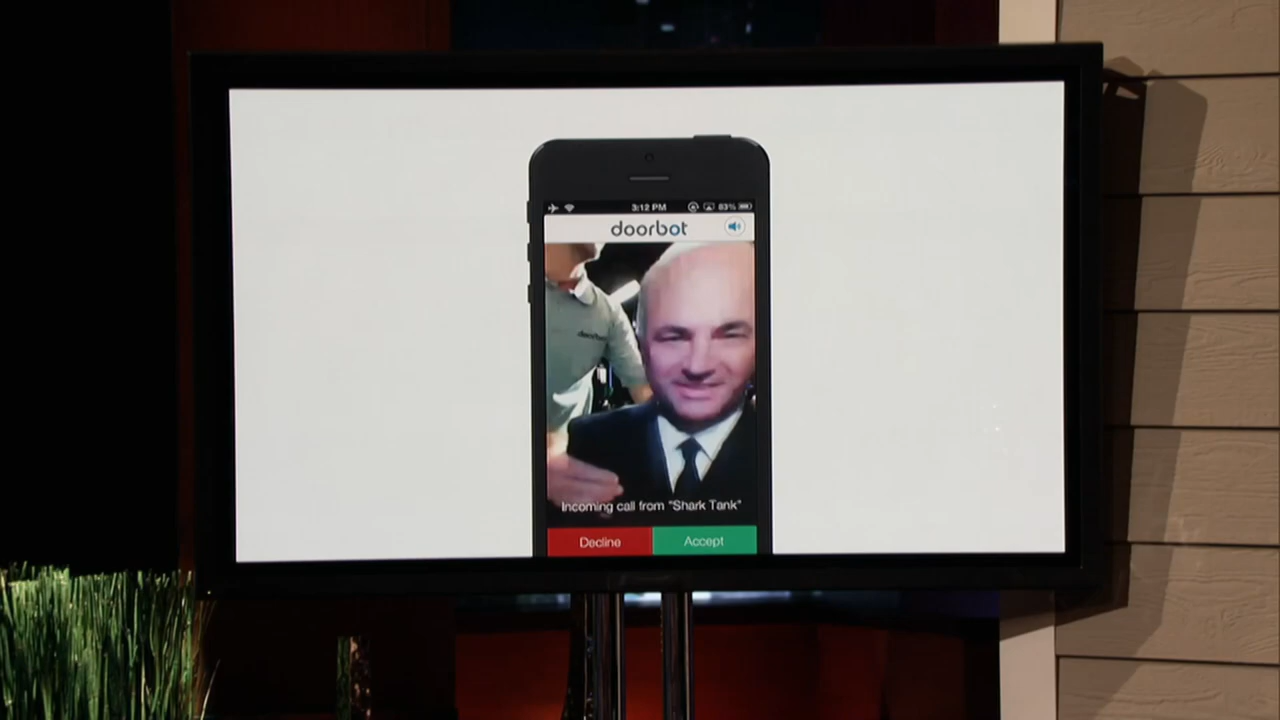 3:12 PM 83%
doorbot
Incoming call from "Shark Tank"
Decline Accept